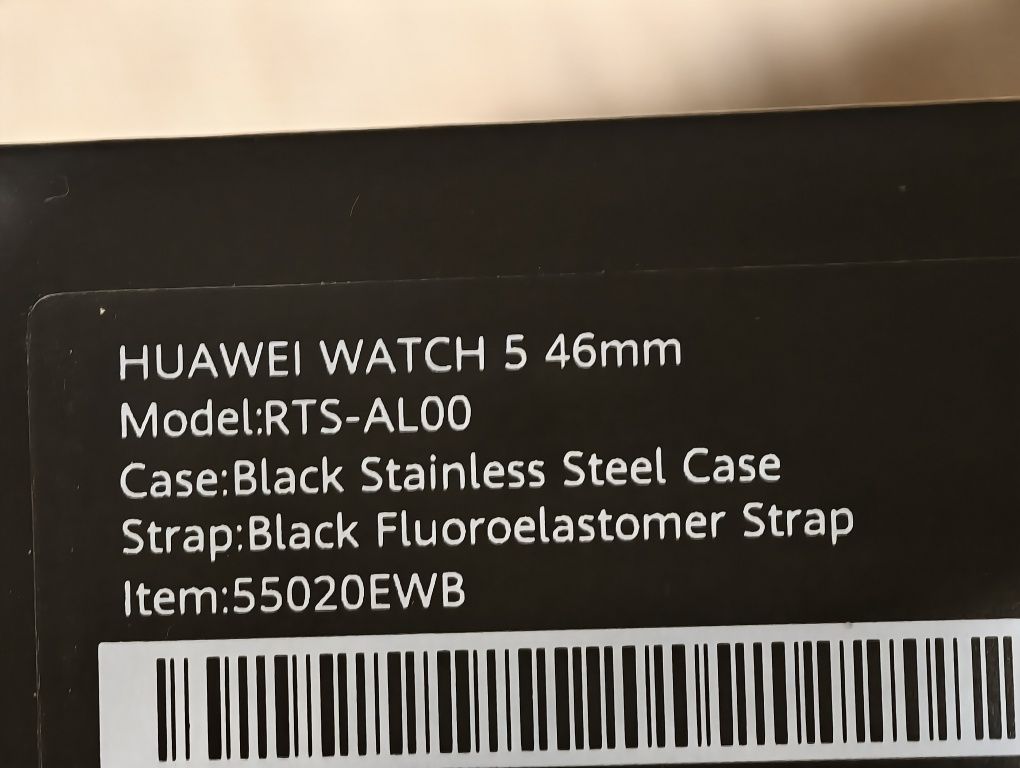 HUAWEI WATCH 5 46mm
Model:RTS-AL00
Case:Black Stainless Steel Case
Strap:Black Fluoroelastomer Strap
Item:55020EWB